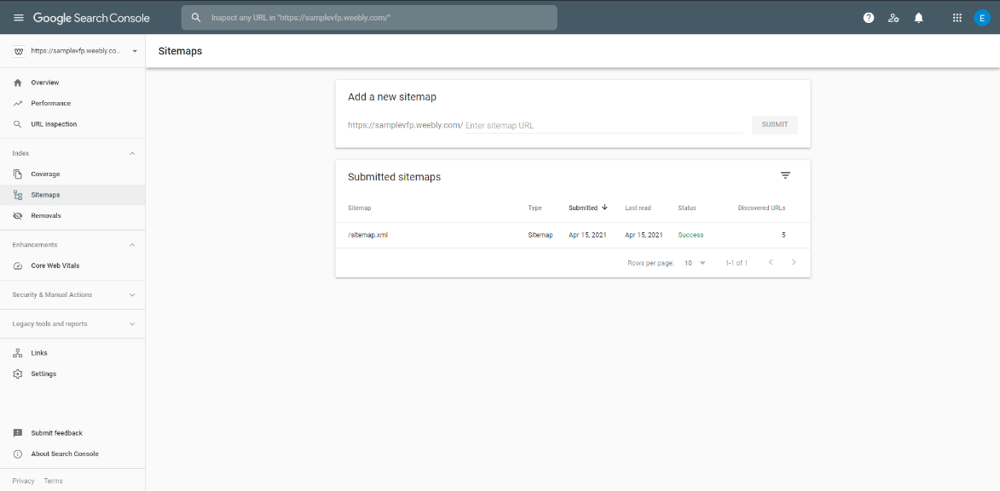 Google Search Console
Inspect any URL in "https://samplevfp.weebly.com/"
E
https://samplevfp.weebly.co...
Sitemaps
Overview
Performance
URL inspection
Index
Coverage
Sitemaps
Removals
Enhancements
Core Web Vitals
Security & Manual Actions
Legacy tools and reports
Links
Settings
Submit feedback
About Search Console
Privacy Terms
Add a new sitemap
https://samplevfp.weebly.com/ Enter sitemap URL SUBMIT
Submitted sitemaps
Sitemap Type Submitted Last read Status Discovered URLs
/sitemap.xml Sitemap Apr 15, 2021 Apr 15, 2021 Success 5
Rows per page: 10 1-1 of 1